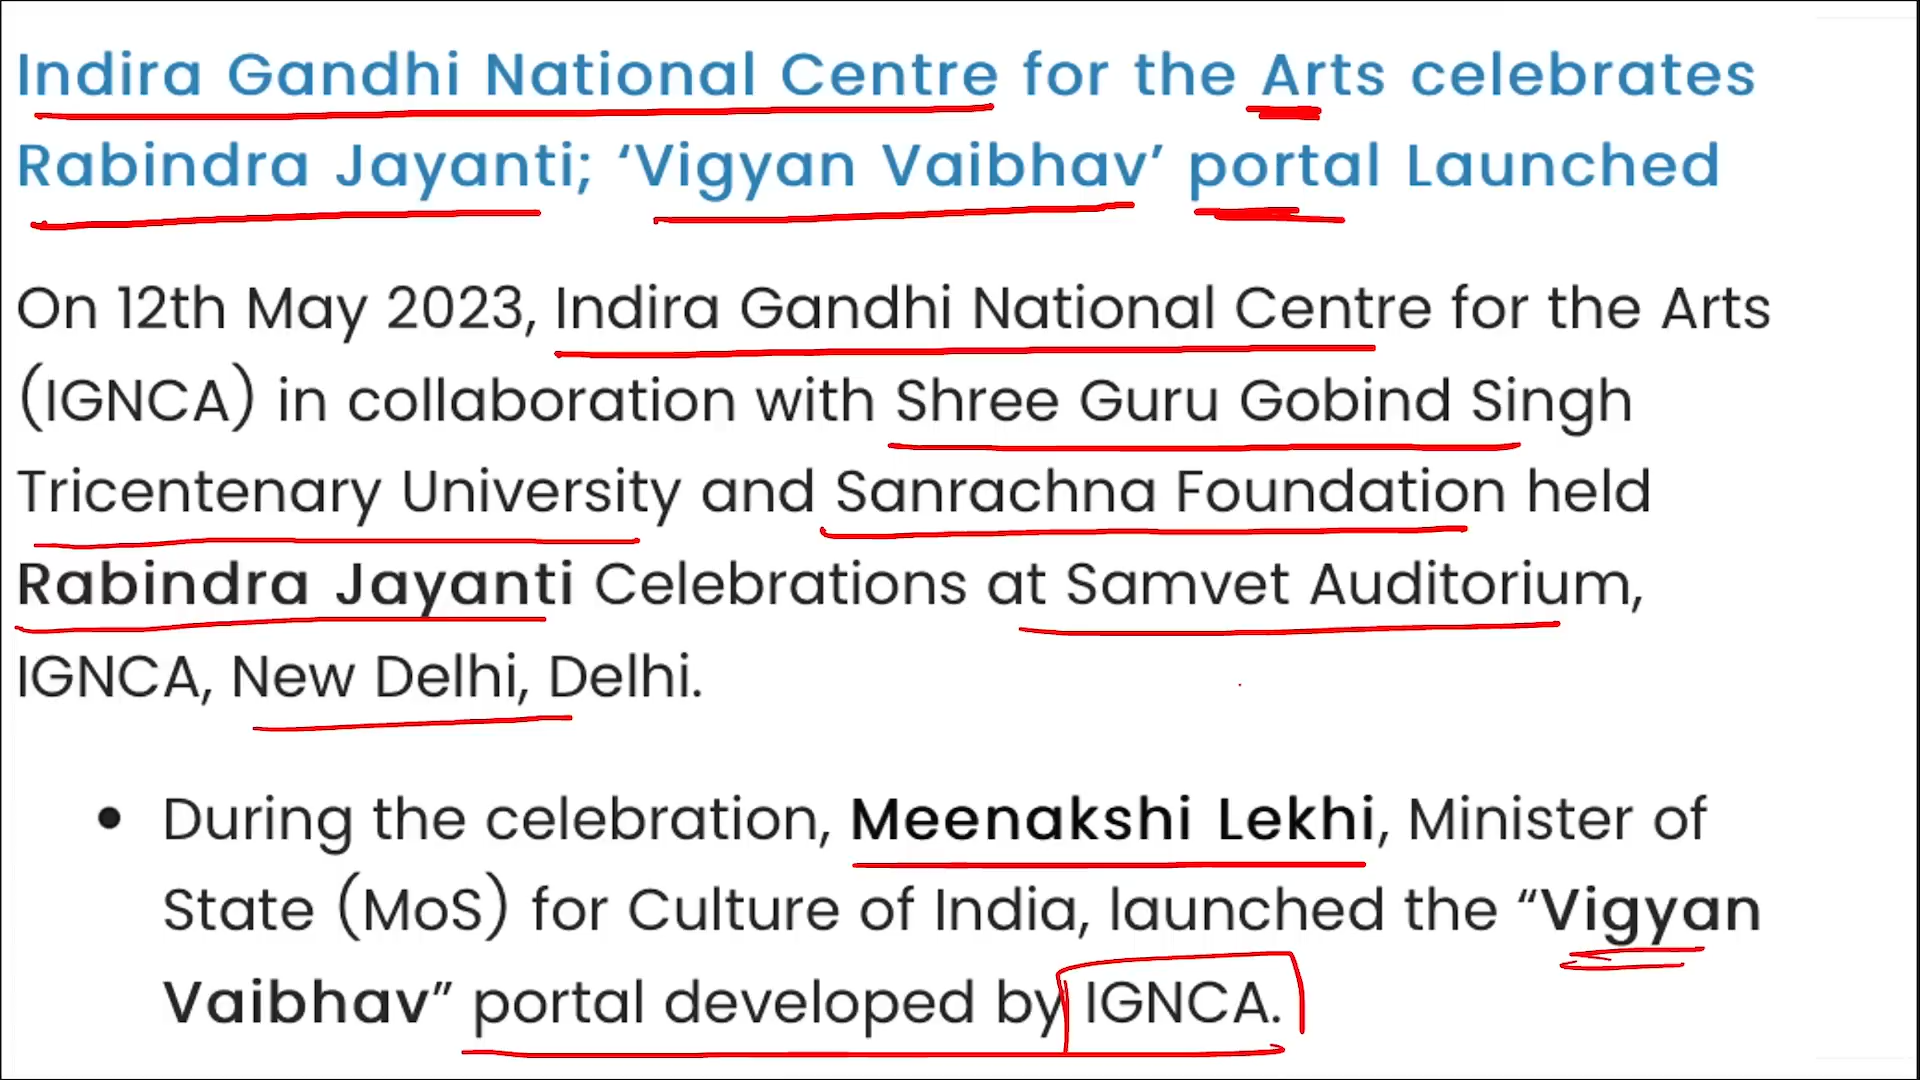 Indira Gandhi National Centre for the Arts celebrates
Rabindra Jayanti; ‘Vigyan Vaibhav’ portal Launched
On 12th May 2023, Indira Gandhi National Centre for the Arts
(IGNCA) in collaboration with Shree Guru Gobind Singh
Tricentenary University and Sanrachna Foundation held
Rabindra Jayanti Celebrations at Samvet Auditorium,
IGNCA, New Delhi, Delhi.
• During the celebration, Meenakshi Lekhi, Minister of
State (MoS) for Culture of India, launched the “Vigyan
Vaibhav” portal developed by IGNCA.